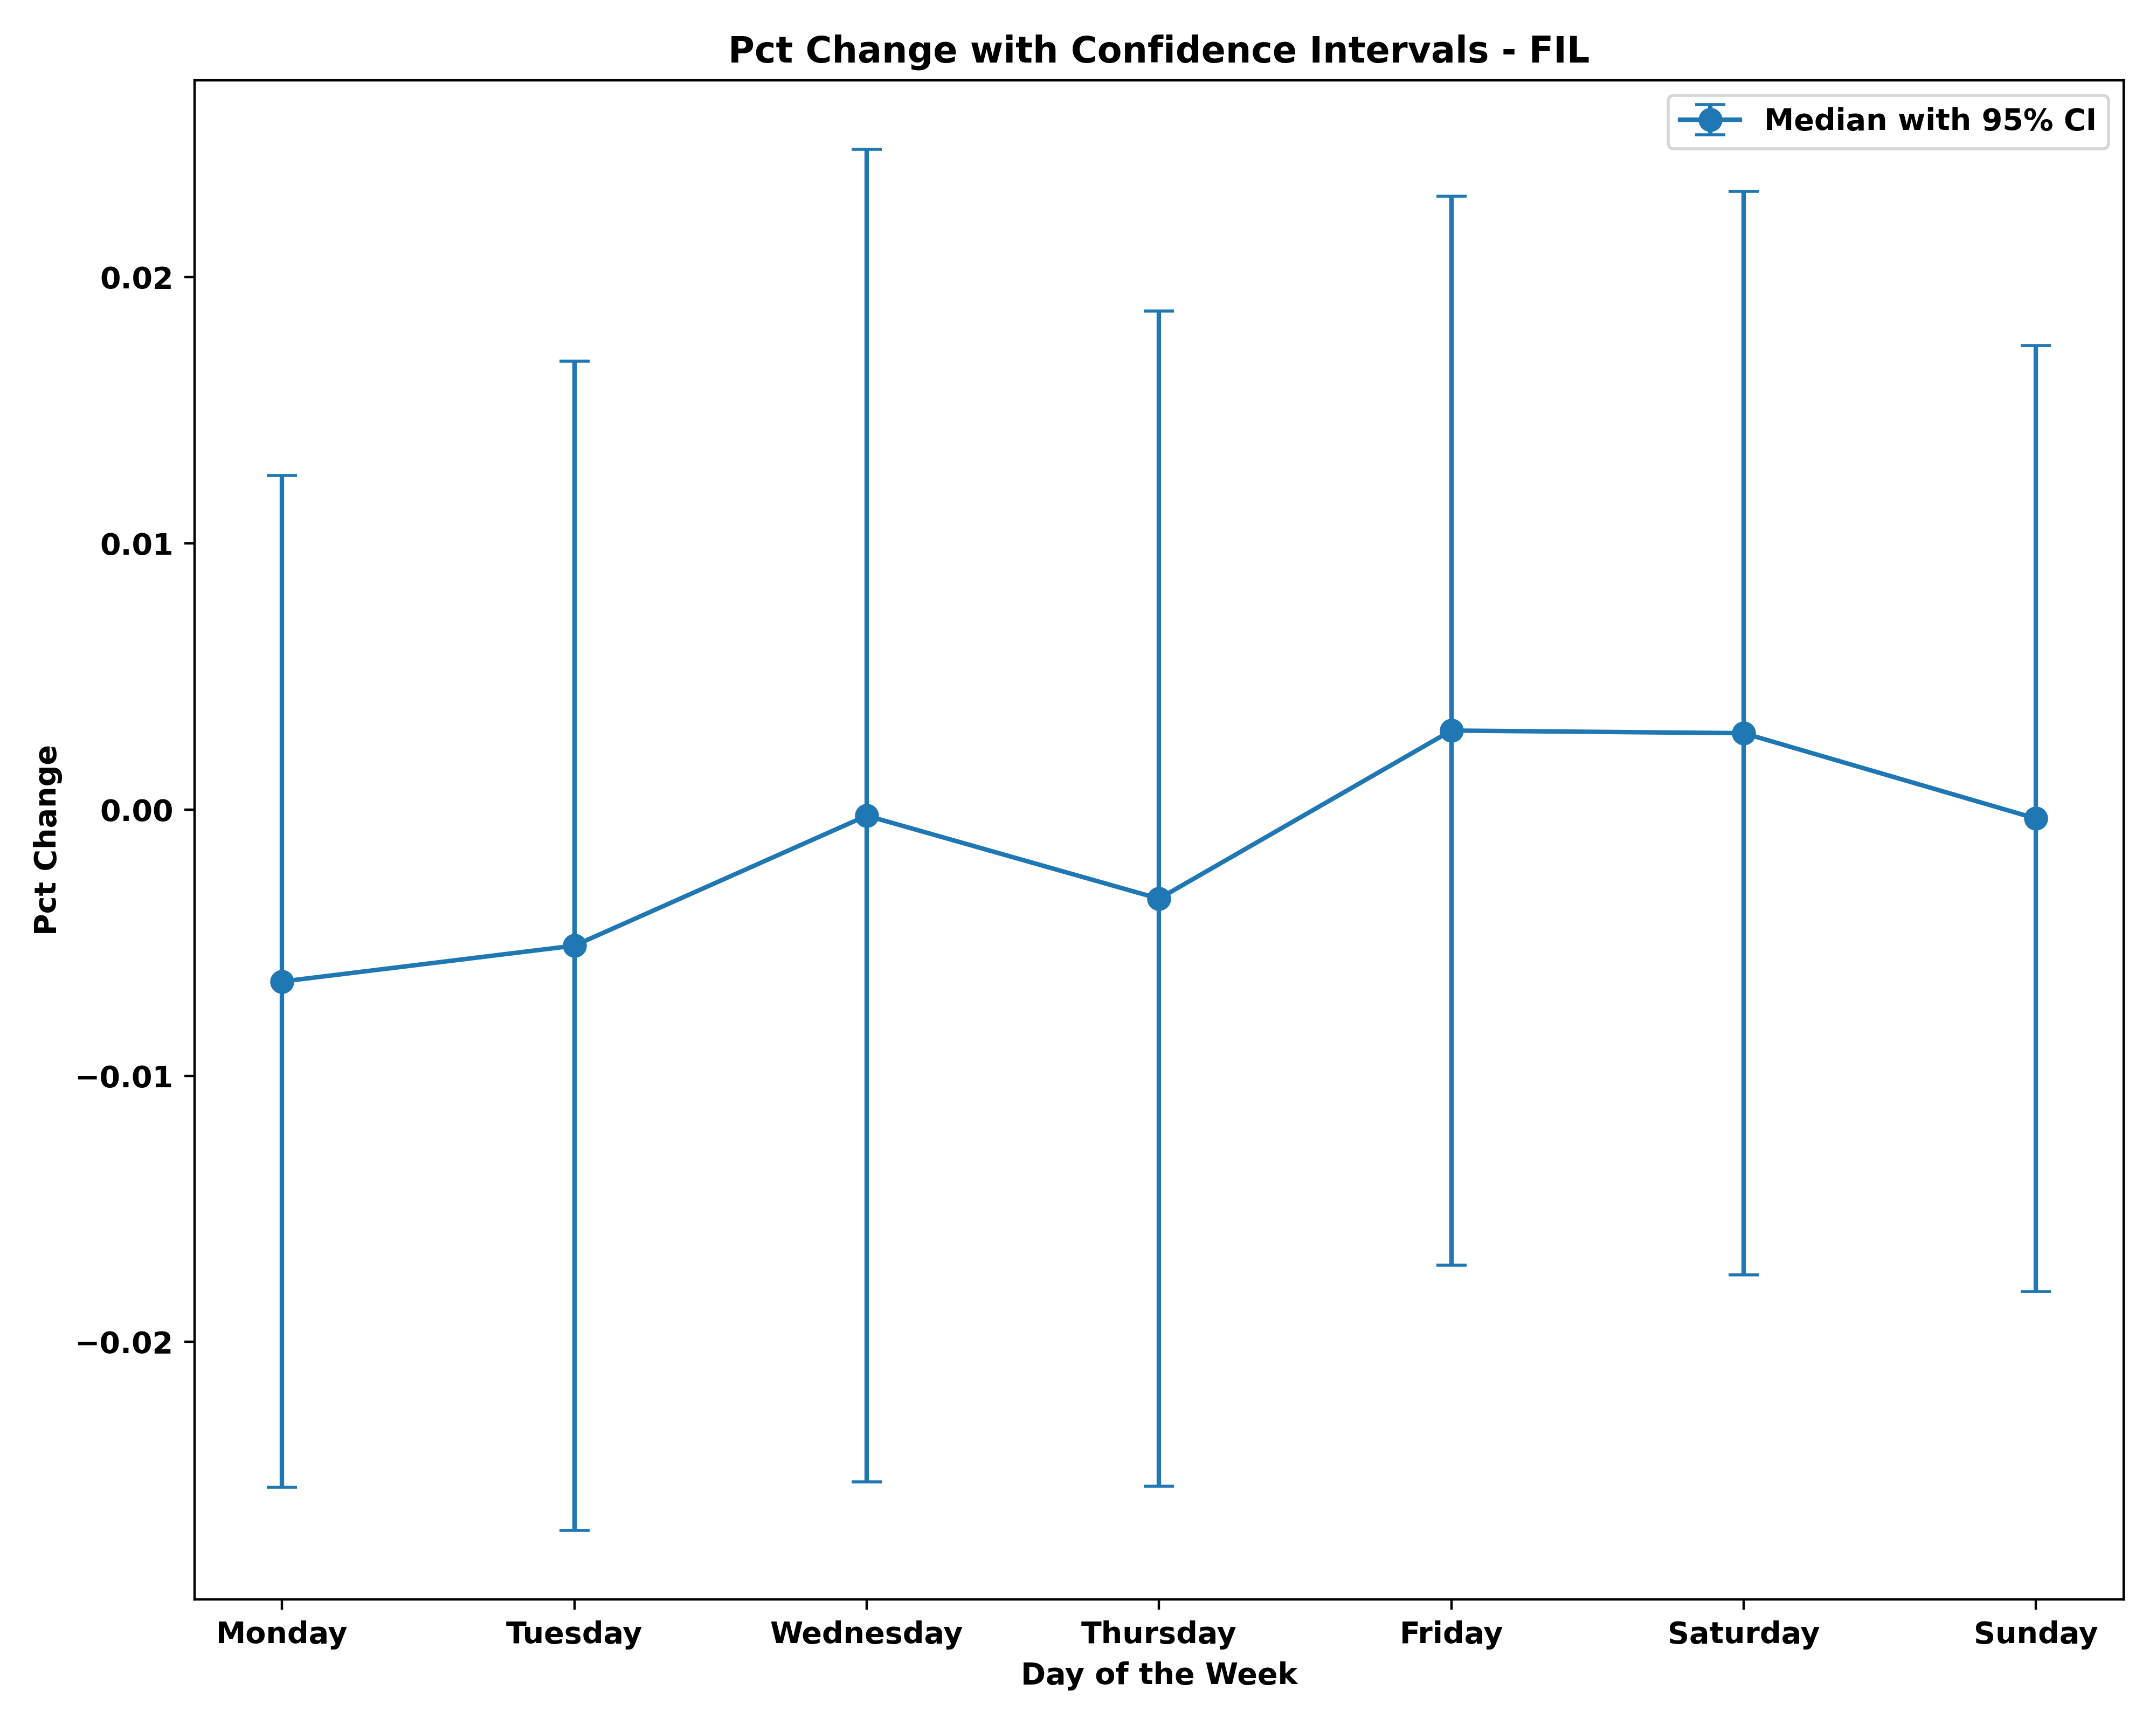 Pct Change with Confidence Intervals - FIL
Median with 95% CI
0.02
0.01
0.00
−0.01
−0.02
Pct Change
Monday Tuesday Wednesday Thursday Friday Saturday Sunday
Day of the Week